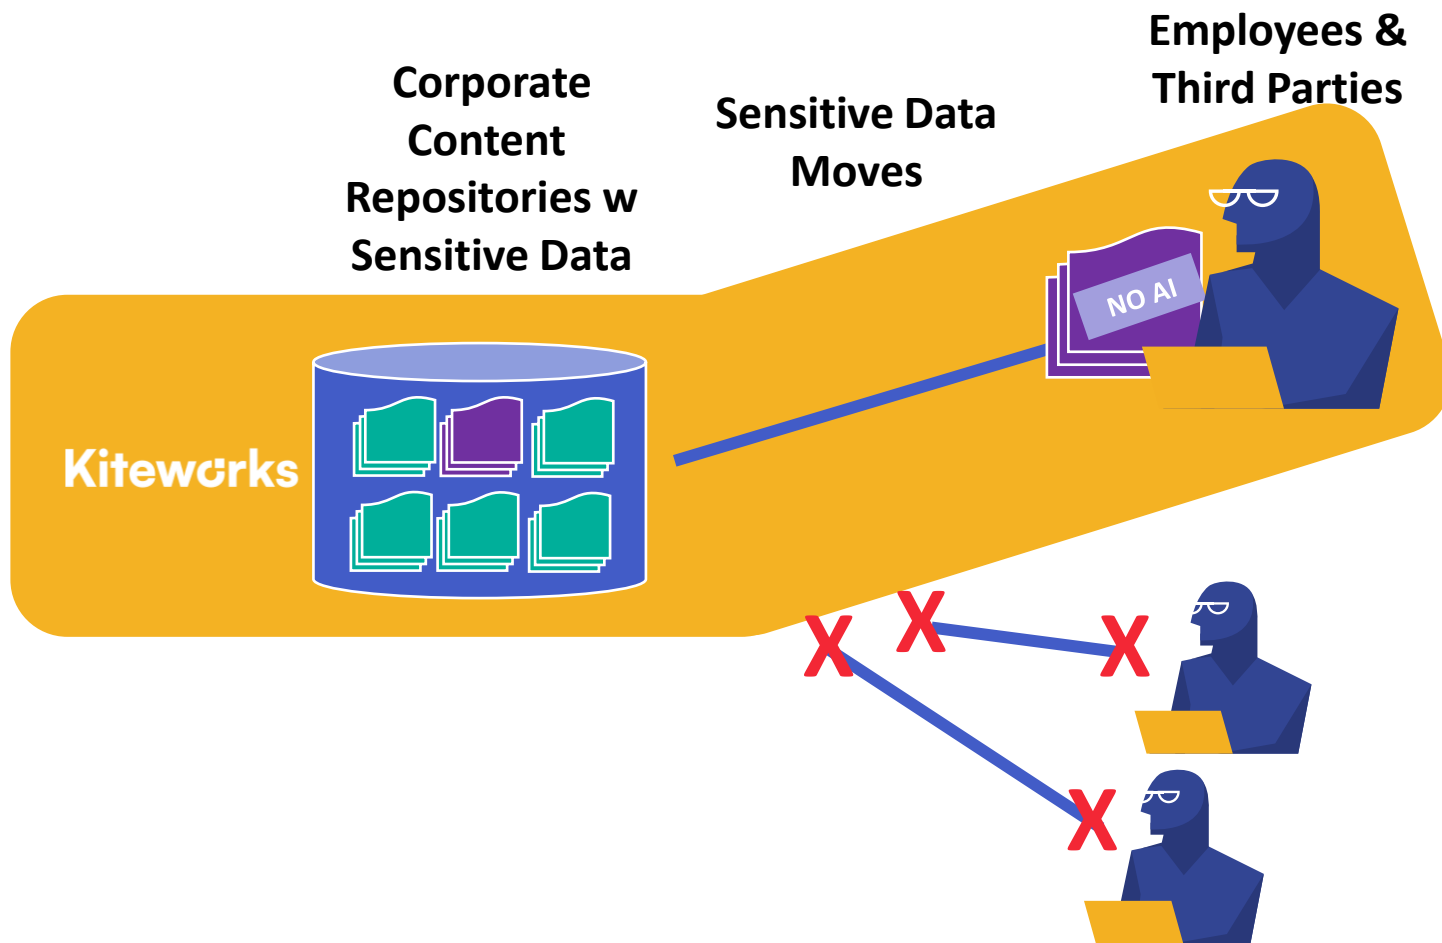 Corporate
Content
Repositories w
Sensitive Data
Sensitive Data
Moves
Employees &
Third Parties
NO AI
Kiteworks
X
X
X
X